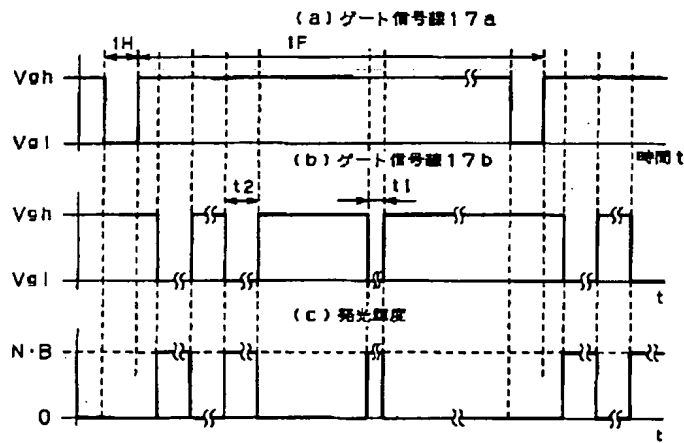 (a)ゲート信号線17a
1H
1F
Vgh
Vgl
時間t
(b)ゲート信号線17b
t2
t1
Vgh
Vgl
t
(c)発光輝度
N·B
0
t